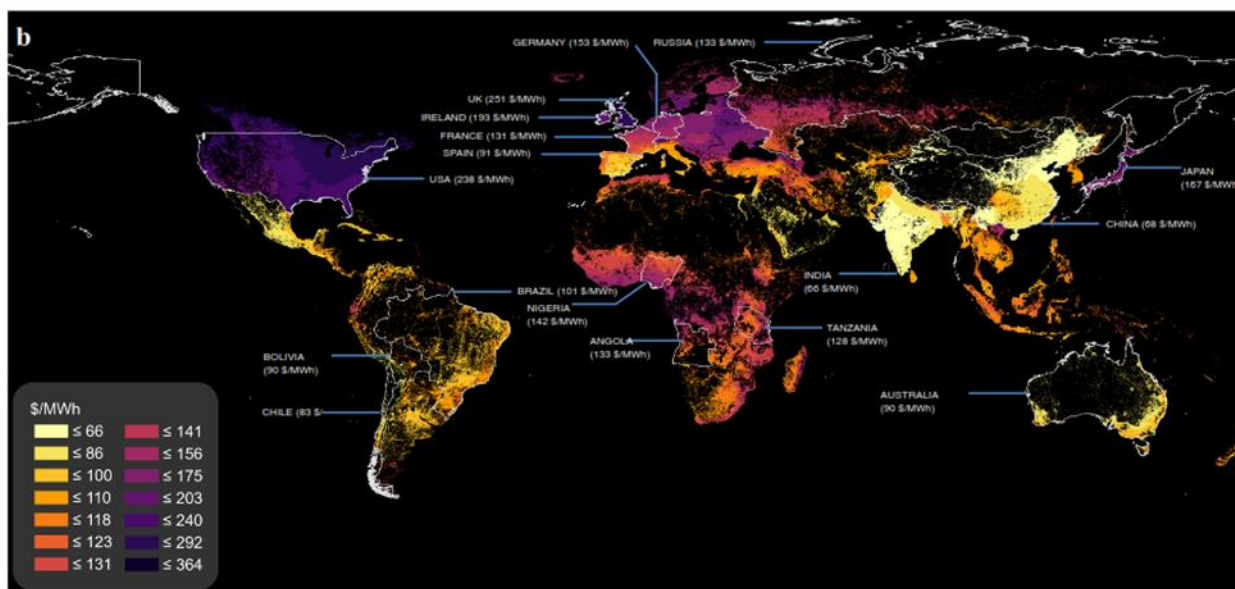 b
GERMANY (153 $/MWh)
RUSSIA (133 $/MWh)
UK (251 $/MWh)
IRELAND (193 $/MWh)
FRANCE (131 $/MWh)
SPAIN (91 $/MWh)
USA (238 $/MWh)
JAPAN
(167 $/MWh)
CHINA (68 $/MWh)
INDIA
(66 $/MWh)
BRAZIL (101 $/MWh)
NIGERIA
(142 $/MWh)
ANGOLA
(133 $/MWh)
TANZANIA
(128 $/MWh)
BOLIVIA
(90 $/MWh)
CHILE (83 $/
AUSTRALIA
(90 $/MWh)
$/MWh
≤ 66
≤ 86
≤ 100
≤ 110
≤ 118
≤ 123
≤ 131
≤ 141
≤ 156
≤ 175
≤ 203
≤ 240
≤ 292
≤ 364